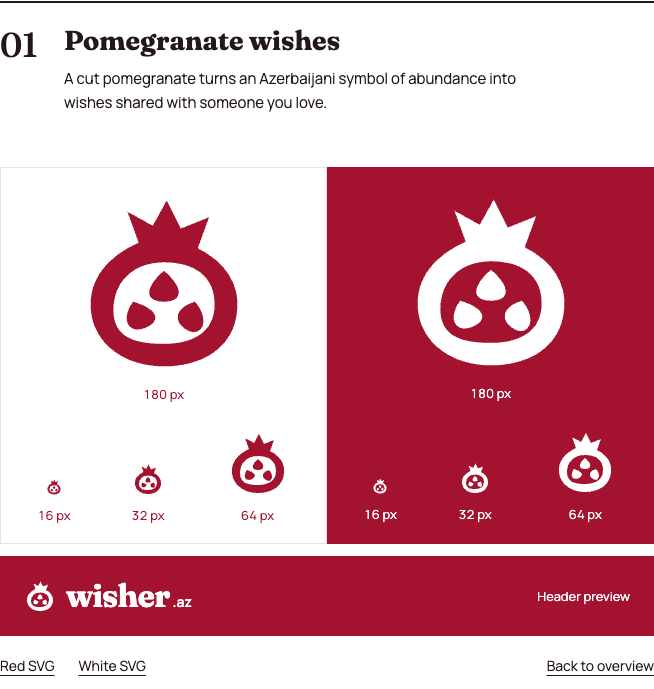 01
Pomegranate wishes
A cut pomegranate turns an Azerbaijani symbol of abundance into
wishes shared with someone you love.
180 px
180 px
16 px
32 px
64 px
16 px
32 px
64 px
wisher.az
Header preview
Red SVG
White SVG
Back to overview